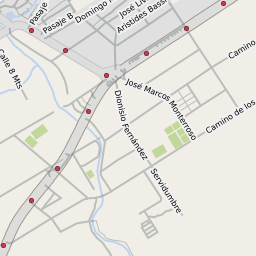 Pasaje
Pasaje B
Domingo
José Li
Arístides Bass
Camino
Calle 8 Mts
José Marcos Monterroso
Dionisio Fernández
Camino de los
Servidumbre